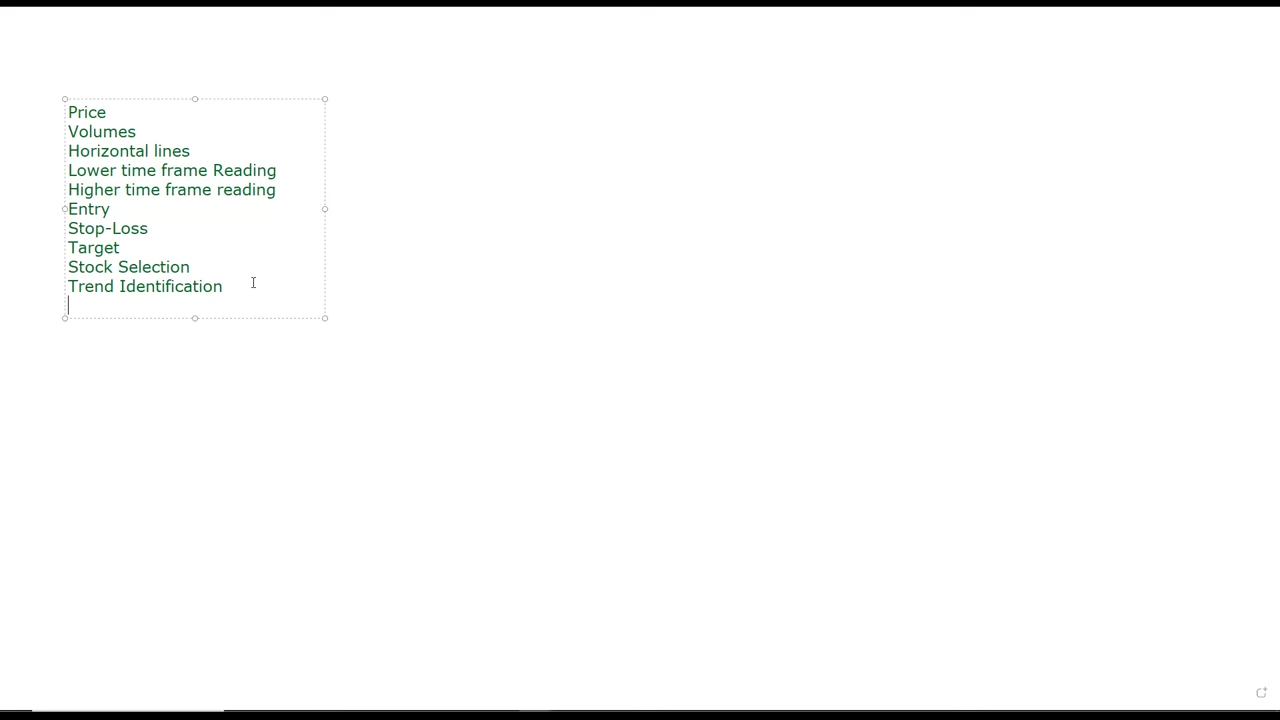 Price
Volumes
Horizontal lines
Lower time frame Reading
Higher time frame reading
Entry
Stop-Loss
Target
Stock Selection
Trend Identification